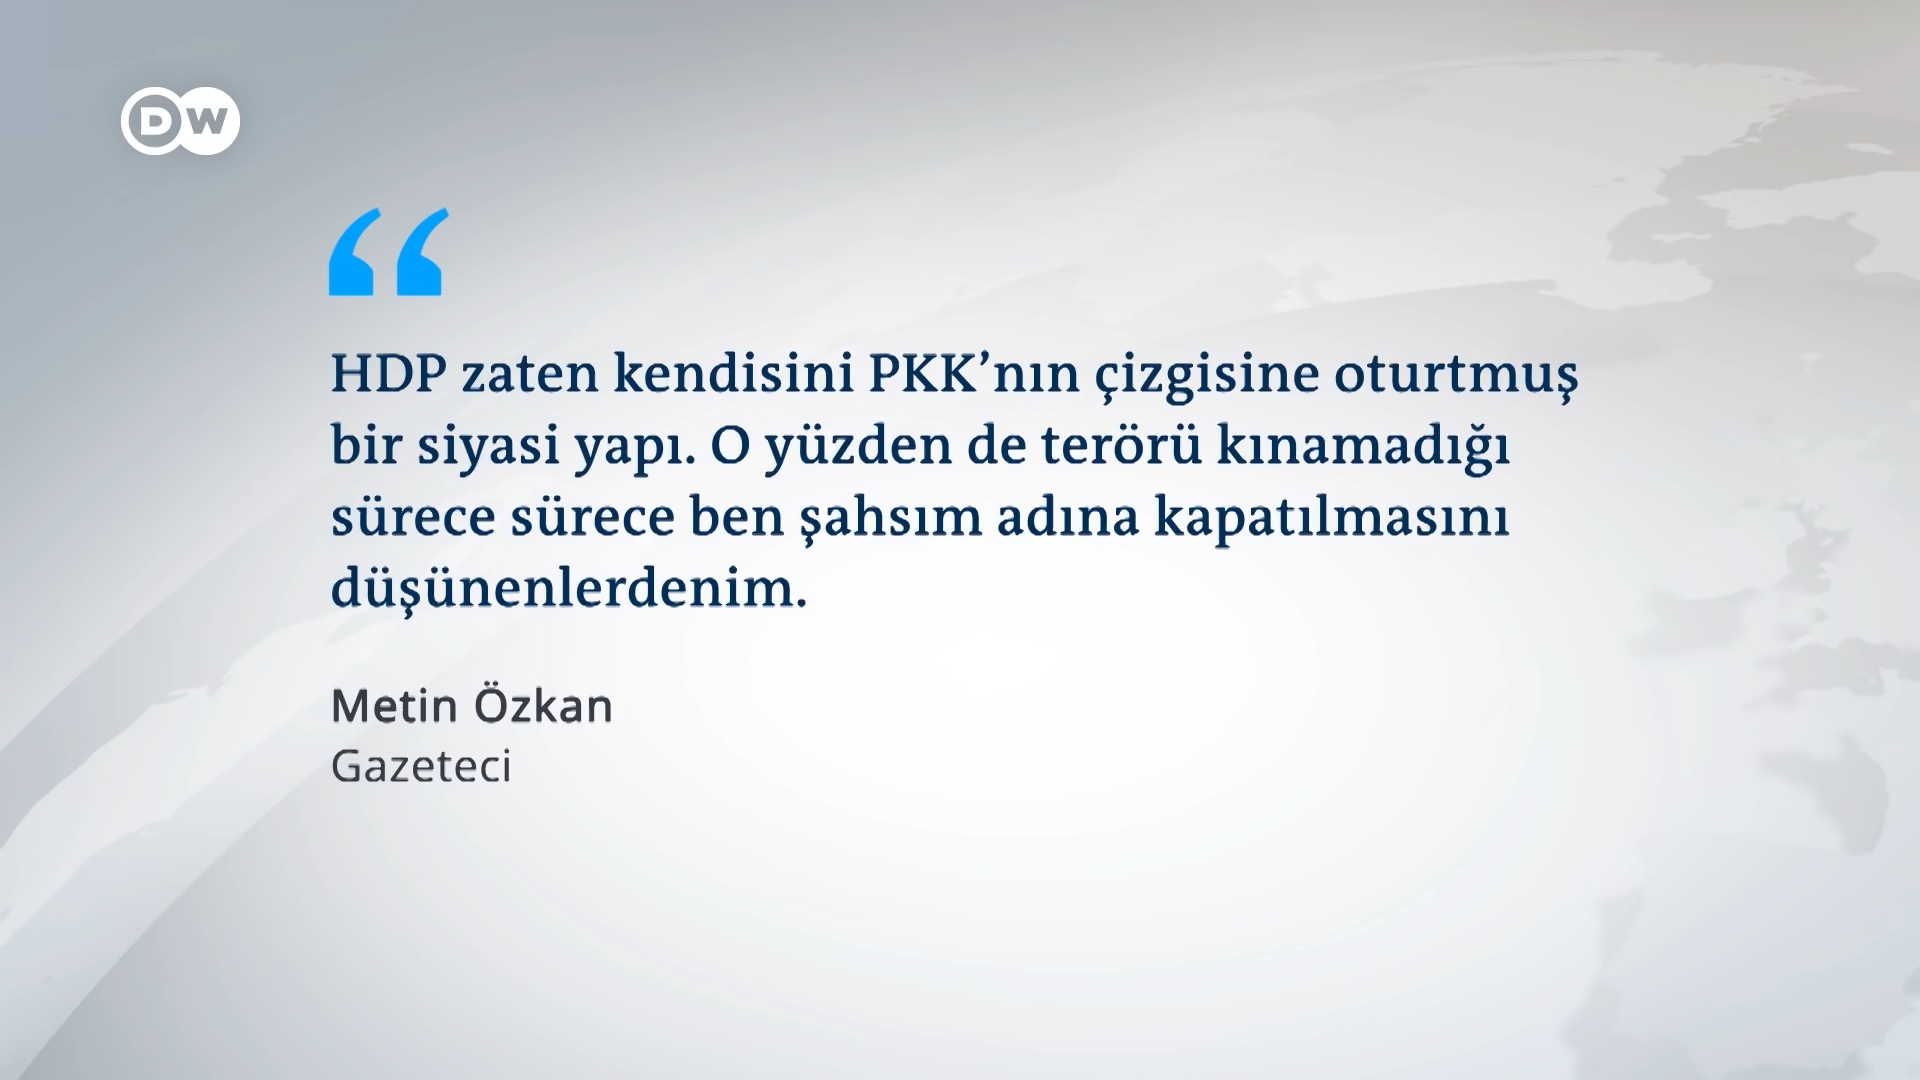 DW
“
HDP zaten kendisini PKK’nın çizgisine oturtmuş
bir siyasi yapı. O yüzden de terörü kınamadığı
sürece sürece ben şahsım adına kapatılmasını
düşünenlerdenim.
Metin Özkan
Gazeteci